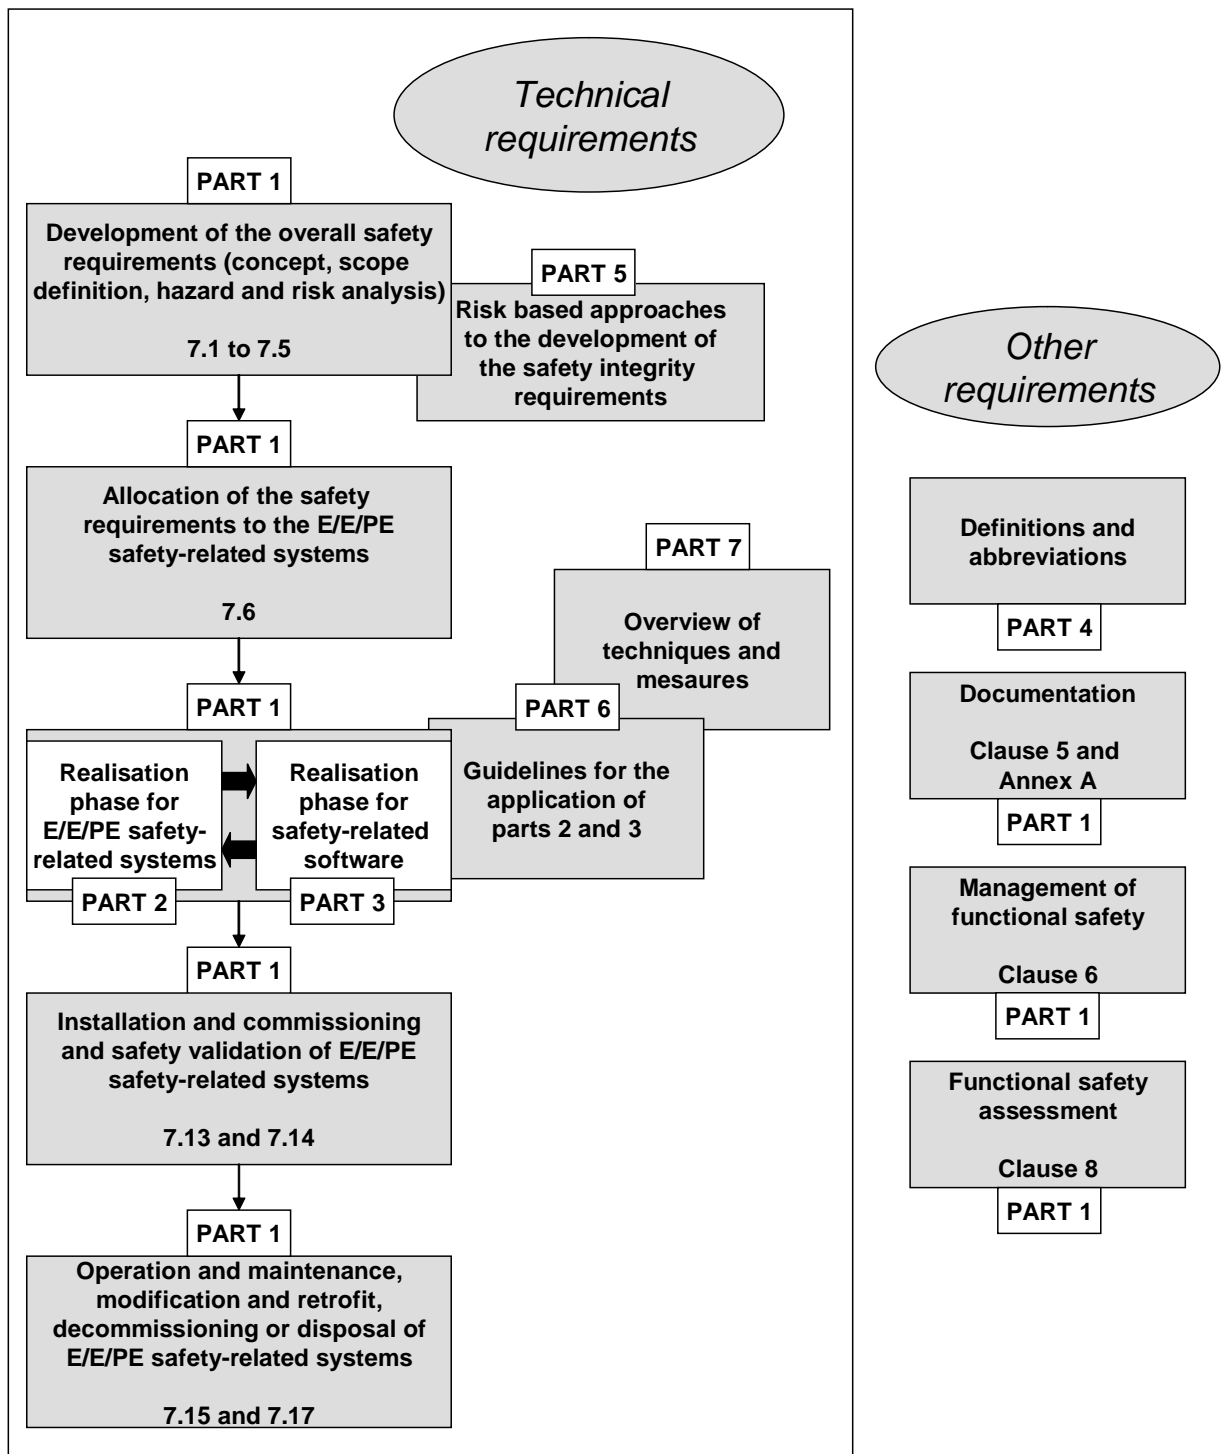 Technical
requirements
PART 1
Development of the overall safety
requirements (concept, scope
definition, hazard and risk analysis)
7.1 to 7.5
PART 5
Risk based approaches
to the development of
the safety integrity
requirements
PART 1
Allocation of the safety
requirements to the E/E/PE
safety-related systems
7.6
PART 7
Overview of
techniques and
mesaures
PART 1
Realisation
phase for
E/E/PE safety-
related systems
PART 2
Realisation
phase for
safety-related
software
PART 3
PART 6
Guidelines for the
application of
parts 2 and 3
PART 1
Installation and commissioning
and safety validation of E/E/PE
safety-related systems
7.13 and 7.14
PART 1
Operation and maintenance,
modification and retrofit,
decommissioning or disposal of
E/E/PE safety-related systems
7.15 and 7.17
Other
requirements
Definitions and
abbreviations
PART 4
Documentation
Clause 5 and
Annex A
PART 1
Management of
functional safety
Clause 6
PART 1
Functional safety
assessment
Clause 8
PART 1